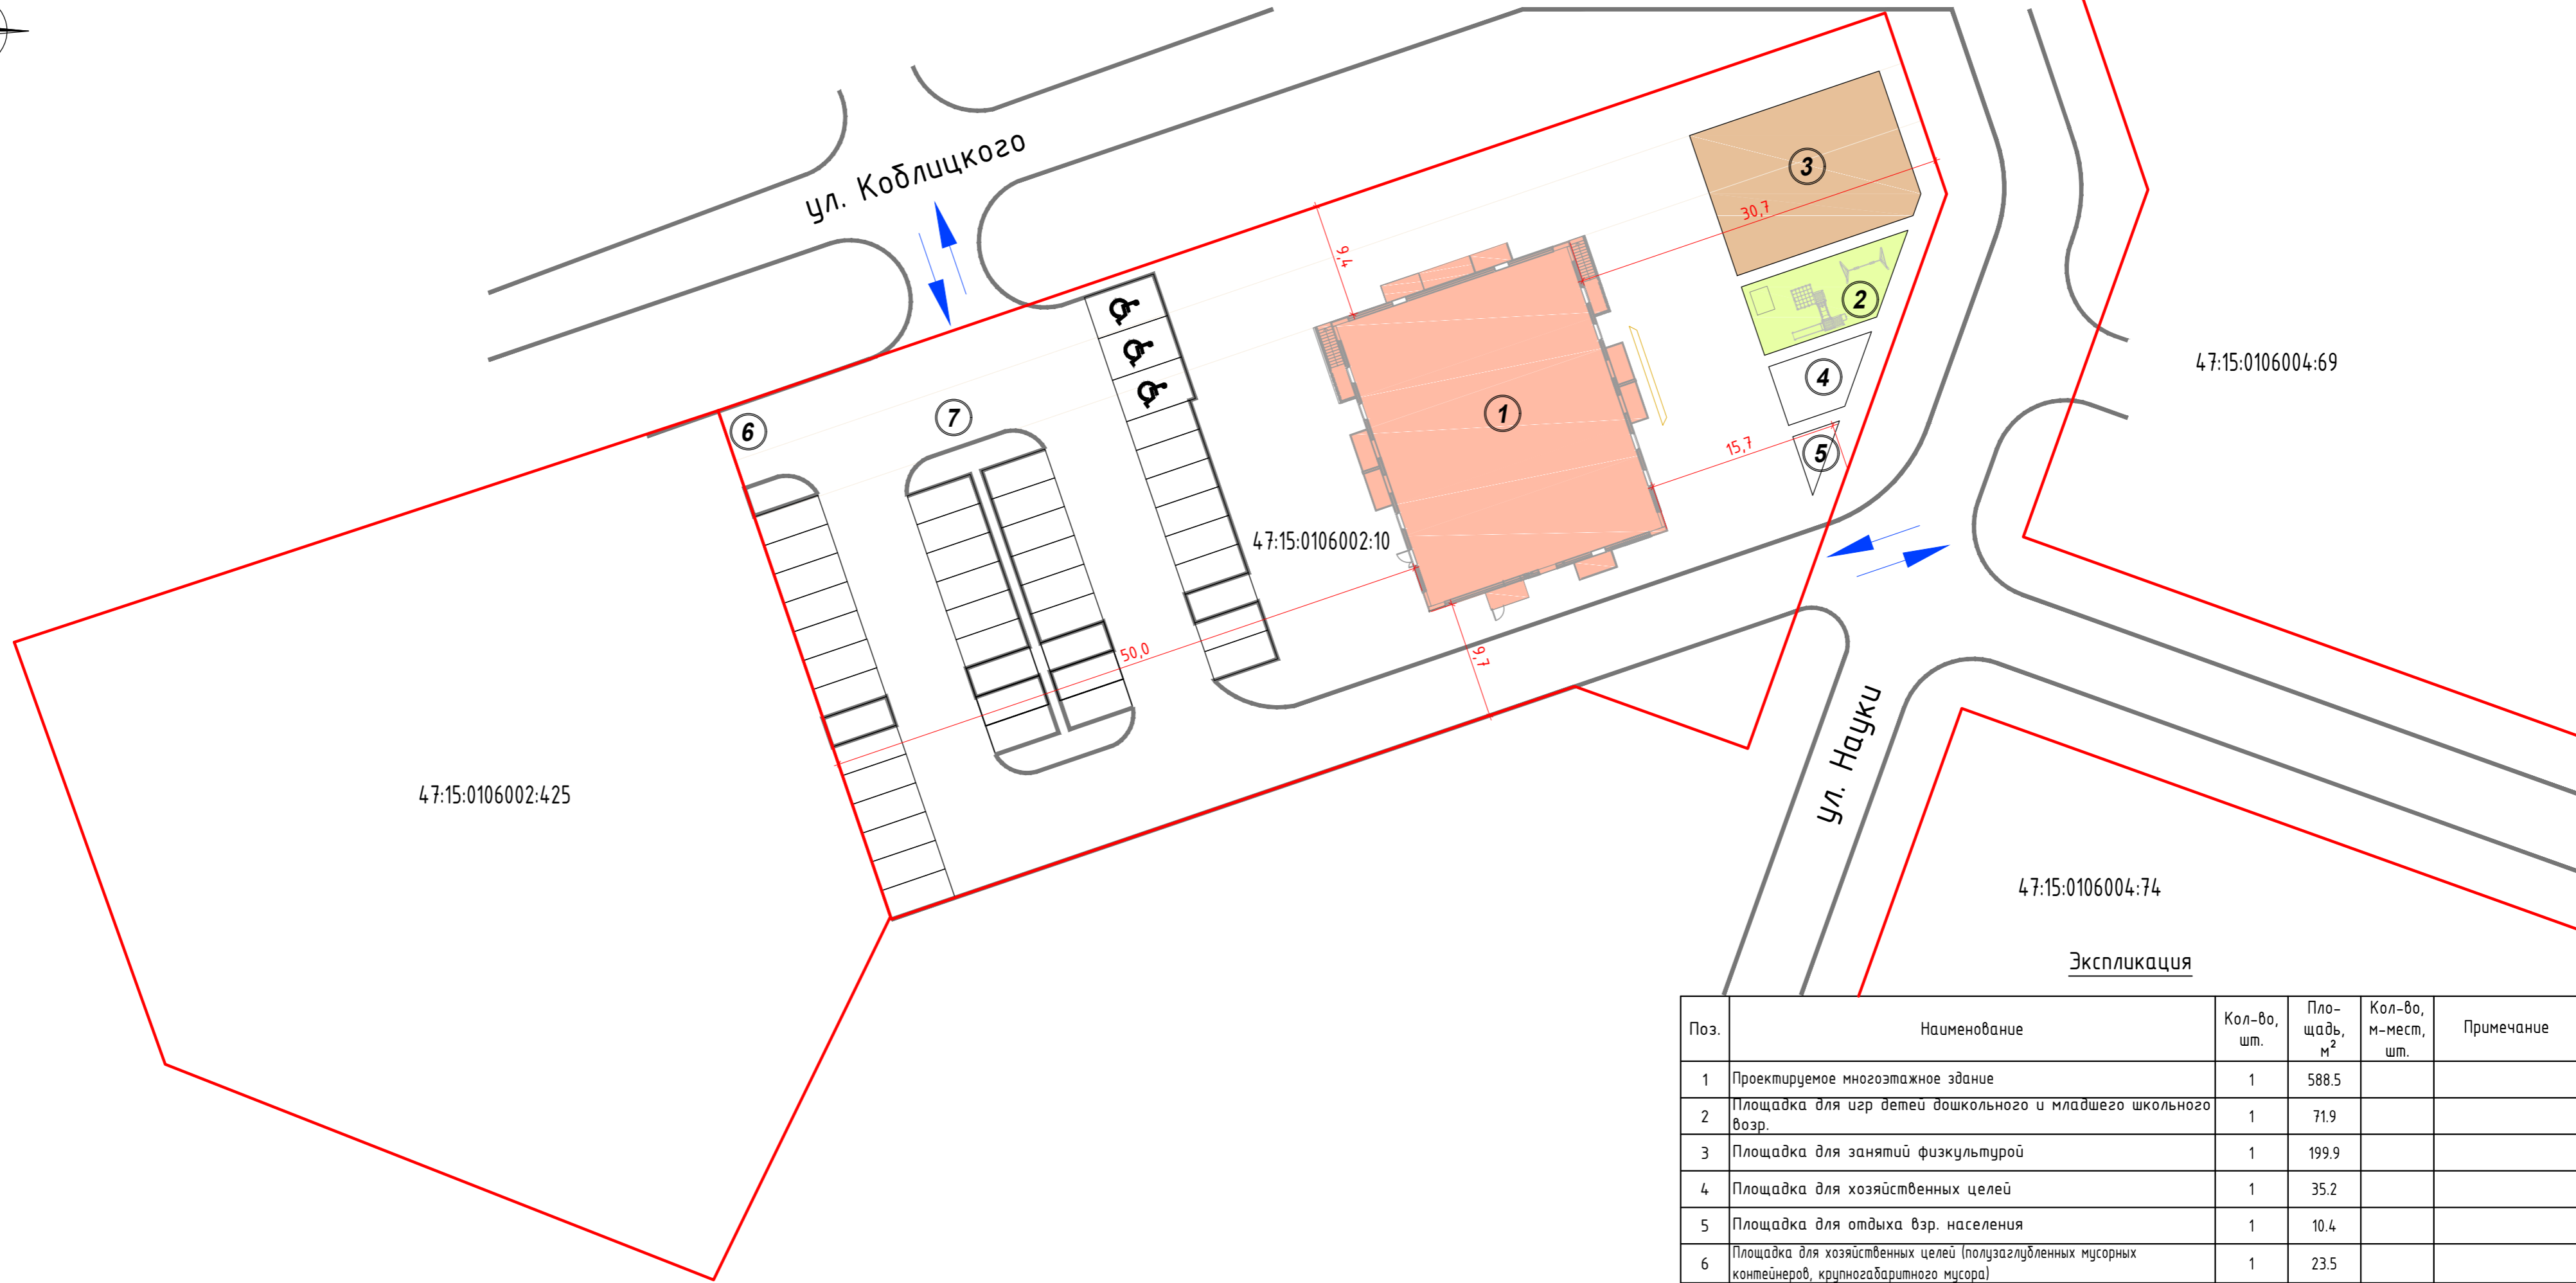 ул. Коблицкого
3
30,7
9,4
2
47:15:0106004:69
4
7
6
1
15,7
5
47:15:0106002:10
50,0
9,7
ул. Науки
47:15:0106002:425
47:15:0106004:74
Экспликация
Поз. Наименование Кол-во, шт. Пло-щадь, м² Кол-во, м-мест, шт. Примечание
1 Проектируемое многоэтажное здание 1 588.5
2 Площадка для игр детей дошкольного и младшего школьного
возр. 1 71.9
3 Площадка для занятий физкультурой 1 199.9
4 Площадка для хозяйственных целей 1 35.2
5 Площадка для отдыха взр. населения 1 10.4
6 Площадка для хозяйственных целей (полузаглубленных мусорных
контейнеров, крупногабаритного мусора) 1 23.5